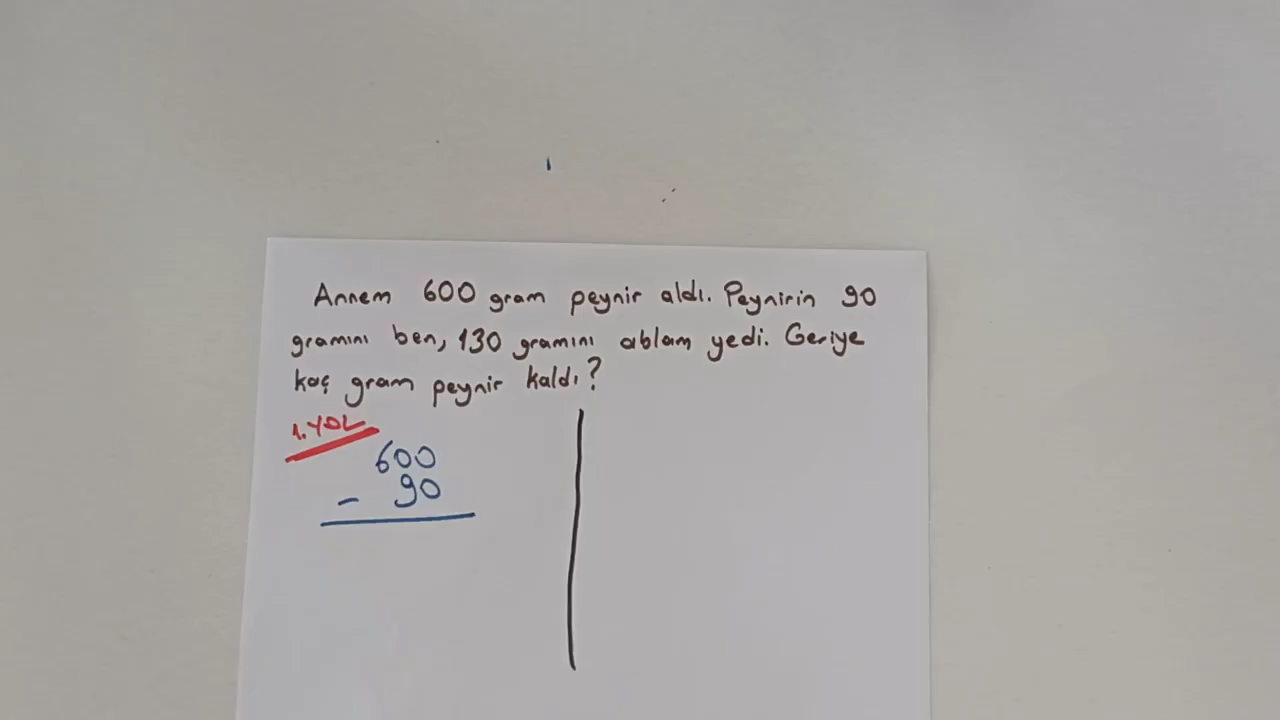 Annem 600 gram peynir aldı. Peynirin 90
gramını ben, 130 gramını ablam yedi. Geriye
kaç gram peynir kaldı?
1. YOL
600
- 90